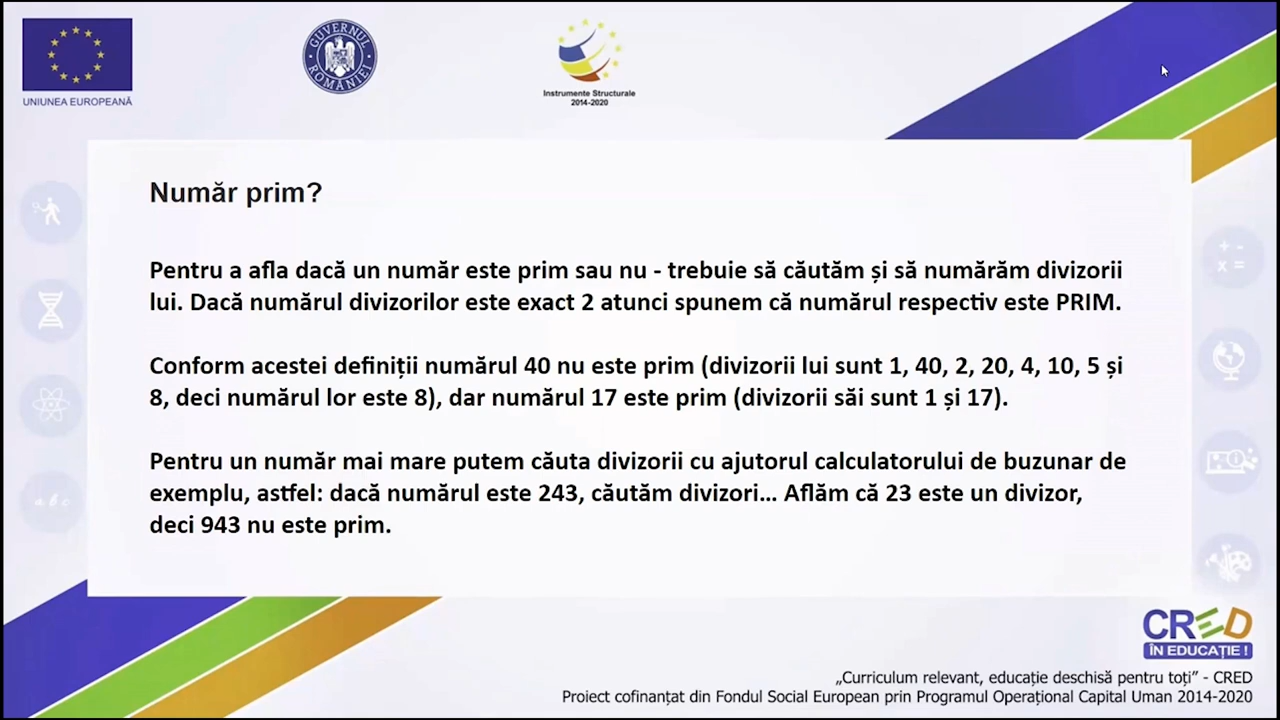 UNIUNEA EUROPEANĂ
GUVERNUL ROMÂNIEI
Instrumente Structurale
2014-2020
Număr prim?
Pentru a afla dacă un număr este prim sau nu - trebuie să căutăm și să numărăm divizorii
lui. Dacă numărul divizorilor este exact 2 atunci spunem că numărul respectiv este PRIM.
Conform acestei definiții numărul 40 nu este prim (divizorii lui sunt 1, 40, 2, 20, 4, 10, 5 și
8, deci numărul lor este 8), dar numărul 17 este prim (divizorii săi sunt 1 și 17).
Pentru un număr mai mare putem căuta divizorii cu ajutorul calculatorului de buzunar de
exemplu, astfel: dacă numărul este 243, căutăm divizori... Aflăm că 23 este un divizor,
deci 943 nu este prim.
a b c
+ -
x =
CRED
ÎN EDUCAȚIE !
„Curriculum relevant, educație deschisă pentru toți” - CRED
Proiect cofinanțat din Fondul Social European prin Programul Operațional Capital Uman 2014-2020